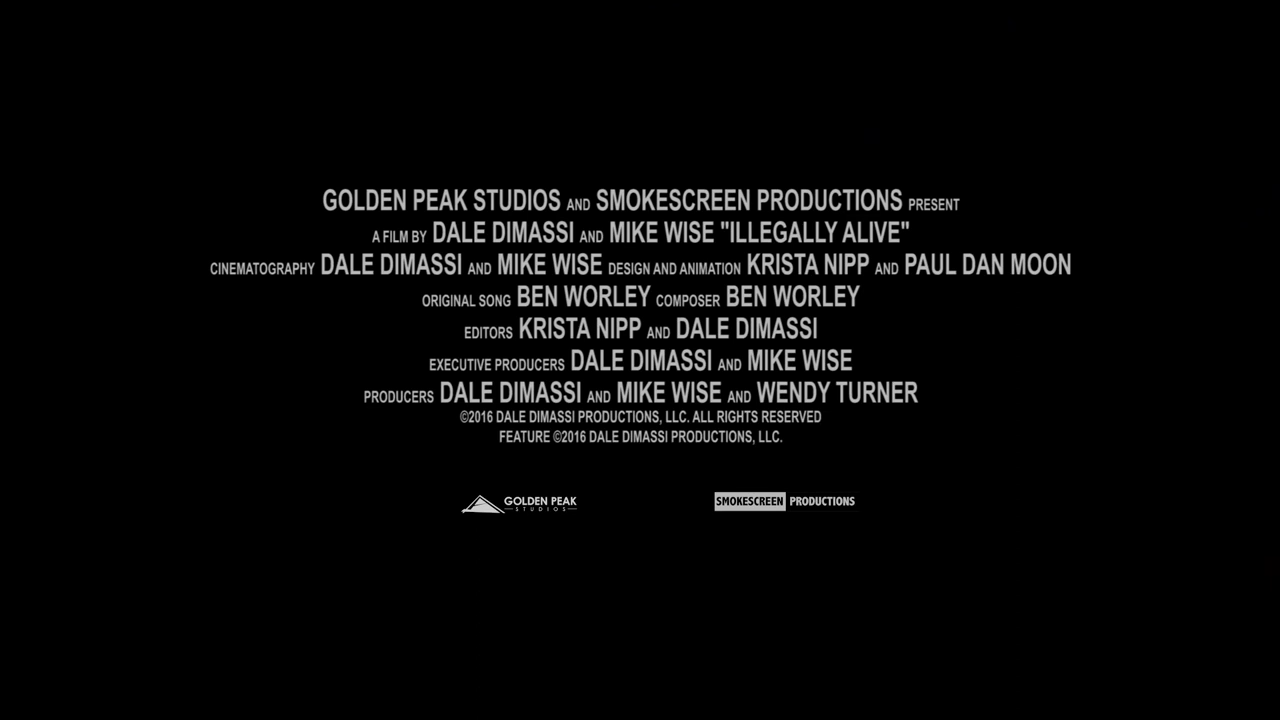 GOLDEN PEAK STUDIOS AND SMOKESCREEN PRODUCTIONS PRESENT
A FILM BY DALE DIMASSI AND MIKE WISE "ILLEGALLY ALIVE"
CINEMATOGRAPHY DALE DIMASSI AND MIKE WISE DESIGN AND ANIMATION KRISTA NIPP AND PAUL DAN MOON
ORIGINAL SONG BEN WORLEY COMPOSER BEN WORLEY
EDITORS KRISTA NIPP AND DALE DIMASSI
EXECUTIVE PRODUCERS DALE DIMASSI AND MIKE WISE
PRODUCERS DALE DIMASSI AND MIKE WISE AND WENDY TURNER
©2016 DALE DIMASSI PRODUCTIONS, LLC. ALL RIGHTS RESERVED
FEATURE ©2016 DALE DIMASSI PRODUCTIONS, LLC.
GOLDEN PEAK
STUDIOS
SMOKESCREEN PRODUCTIONS